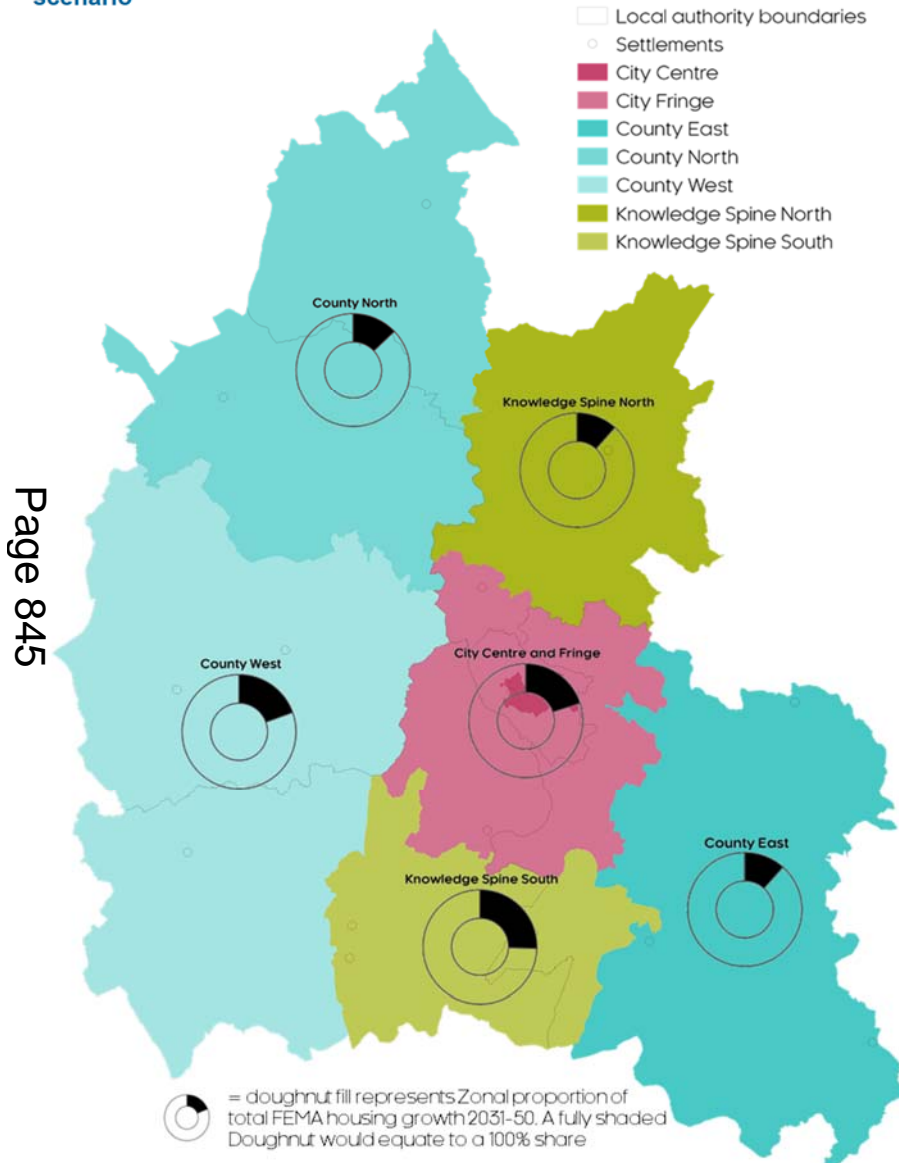 scenario
Local authority boundaries
Settlements
City Centre
City Fringe
County East
County North
County West
Knowledge Spine North
Knowledge Spine South
County North
Knowledge Spine North
Page 845
County West
City Centre and Fringe
County East
Knowledge Spine South
= doughnut fill represents Zonal proportion of
total FEMA housing growth 2031-50. A fully shaded
Doughnut would equate to a 100% share